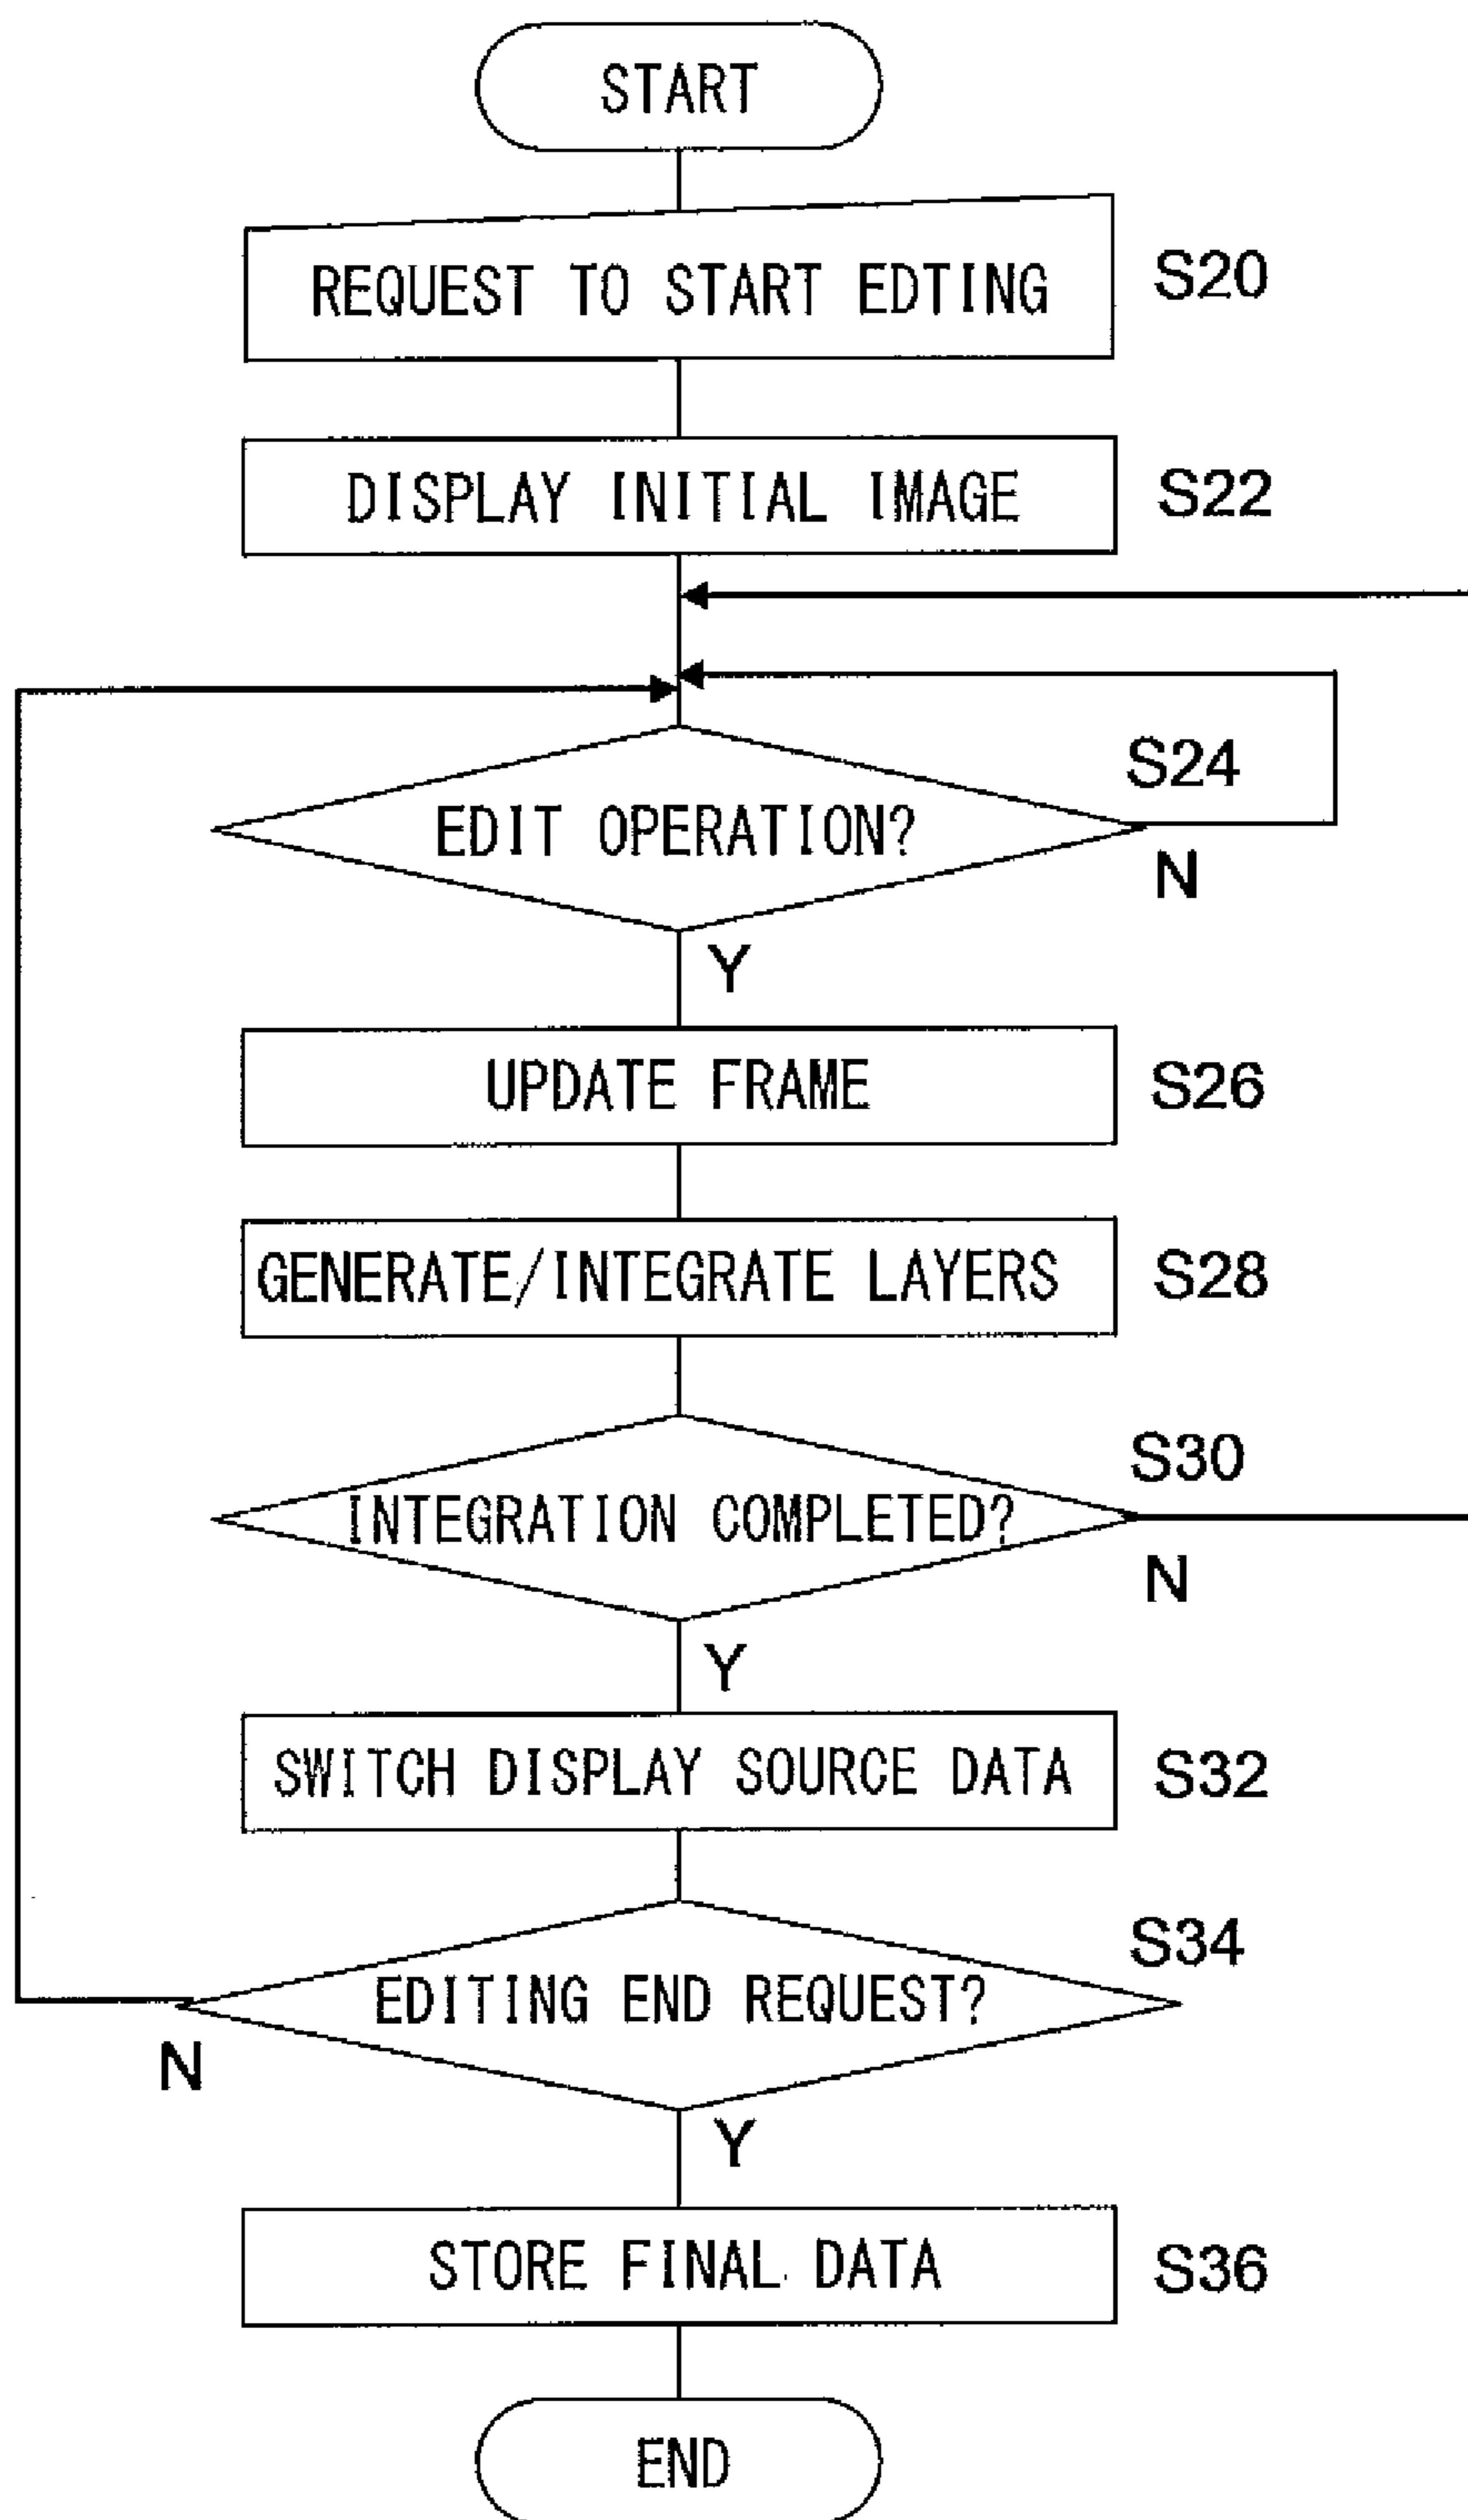 START
REQUEST TO START EDTING
S20
DISPLAY INITIAL IMAGE
S22
S24
EDIT OPERATION?
N
Y
UPDATE FRAME
S26
GENERATE/INTEGRATE LAYERS
S28
S30
INTEGRATION COMPLETED?
N
Y
SWITCH DISPLAY SOURCE DATA
S32
S34
EDITING END REQUEST?
N
Y
STORE FINAL DATA
S36
END